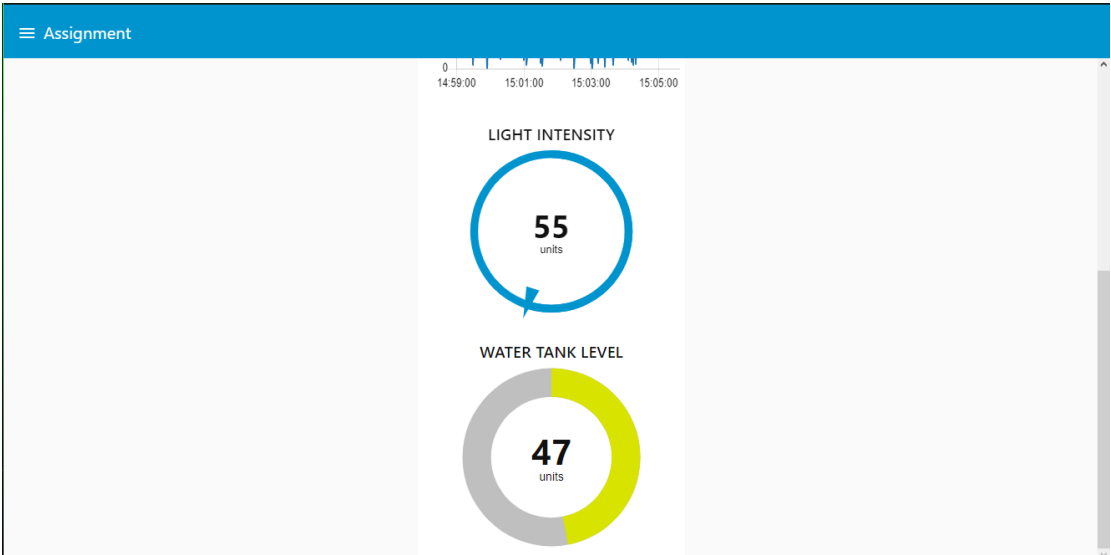 Assignment
0
14:59:00 15:01:00 15:03:00 15:05:00
LIGHT INTENSITY
55
units
WATER TANK LEVEL
47
units